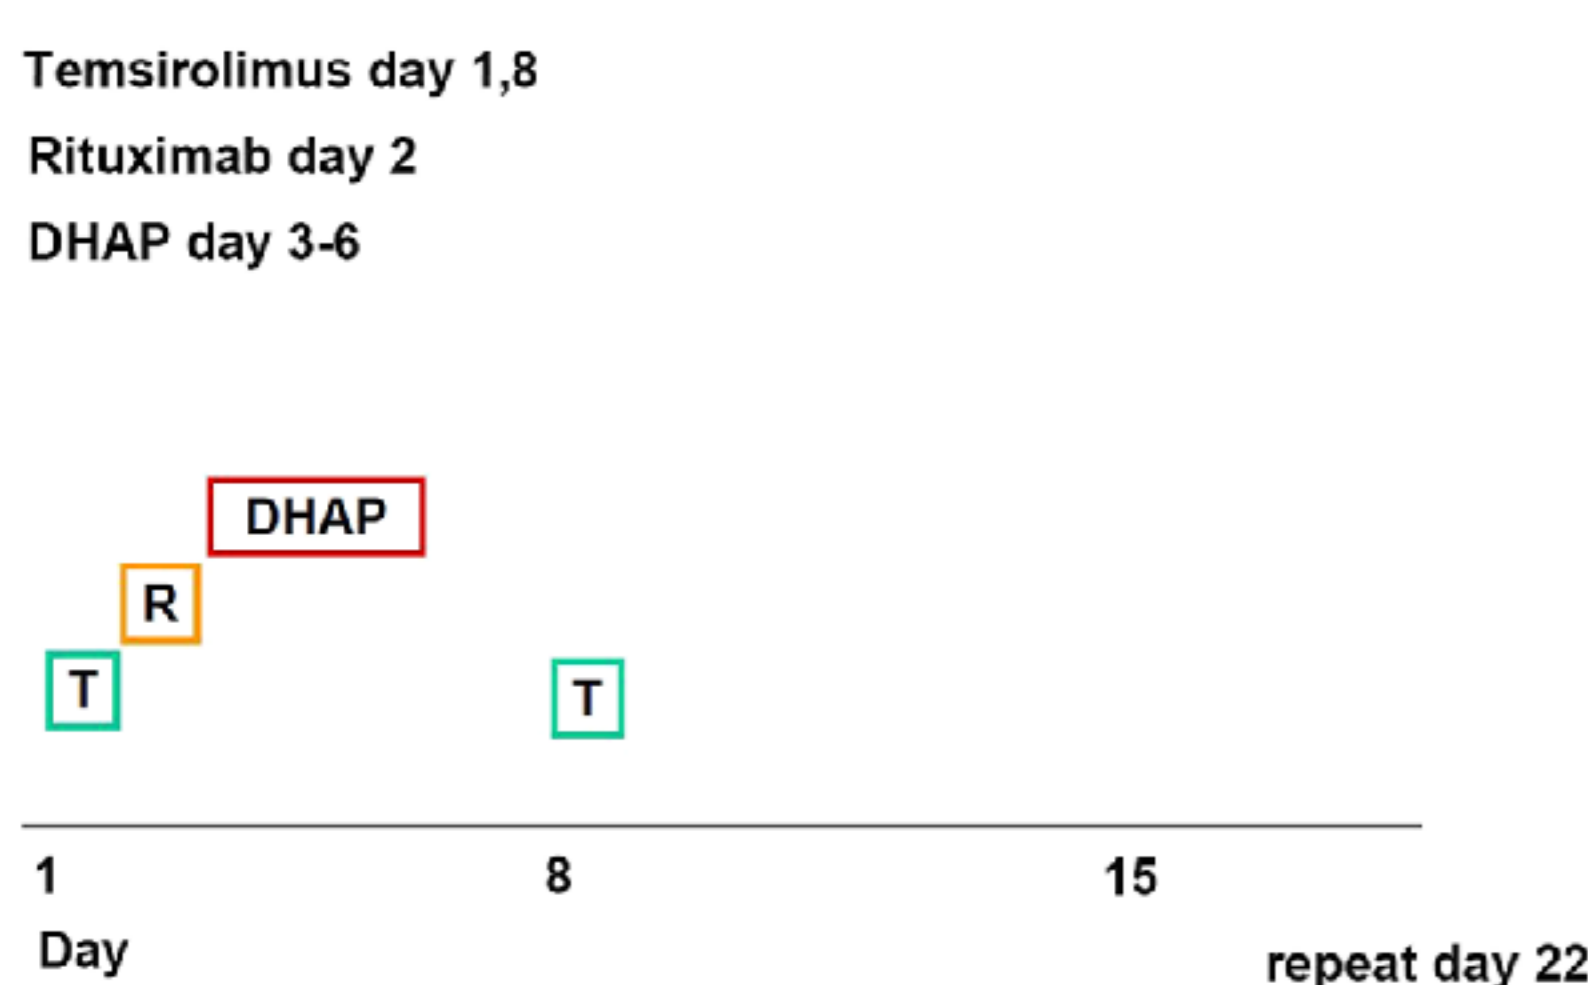 Temsirolimus day 1,8
Rituximab day 2
DHAP day 3-6
DHAP
R
T
T
1 8 15
Day
repeat day 22